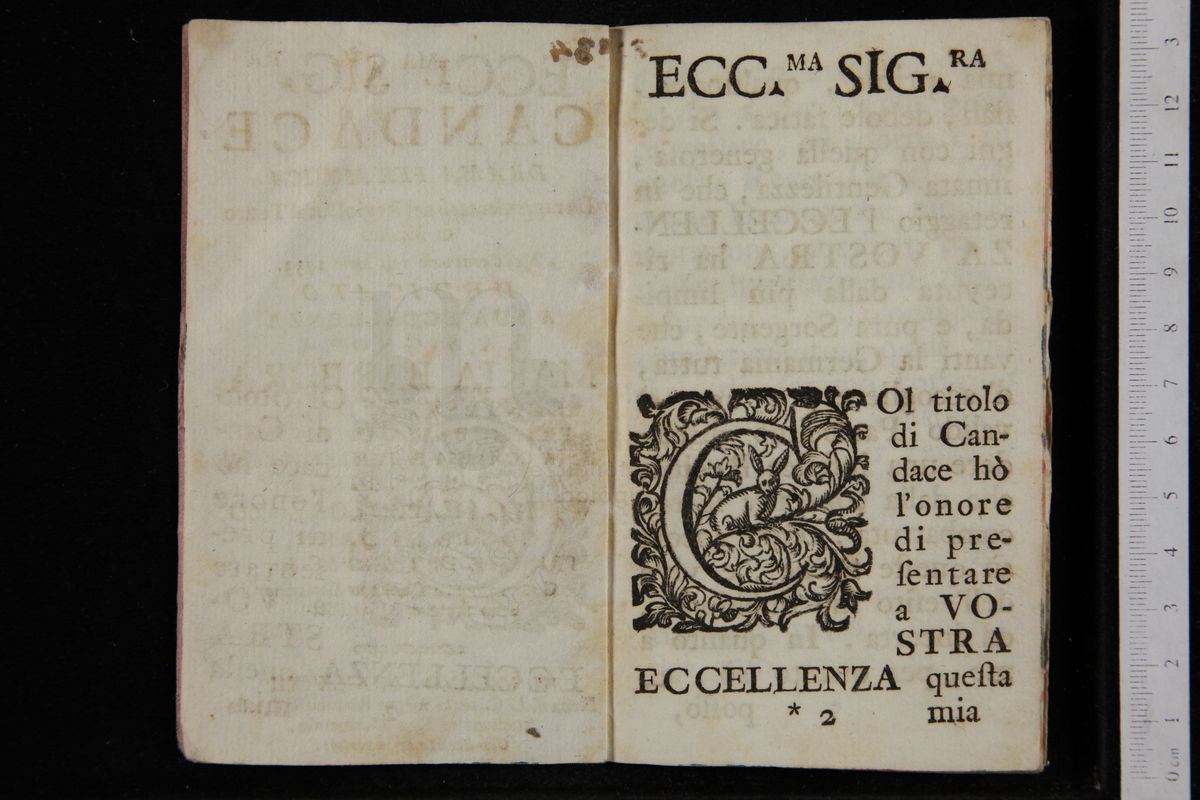 ECC.MA SIG.RA
COl titolo
di Can-
dace hò
l'onore
di pre-
ſentare
a VO-
STRA
ECCELLENZA queſta
* 2 mia